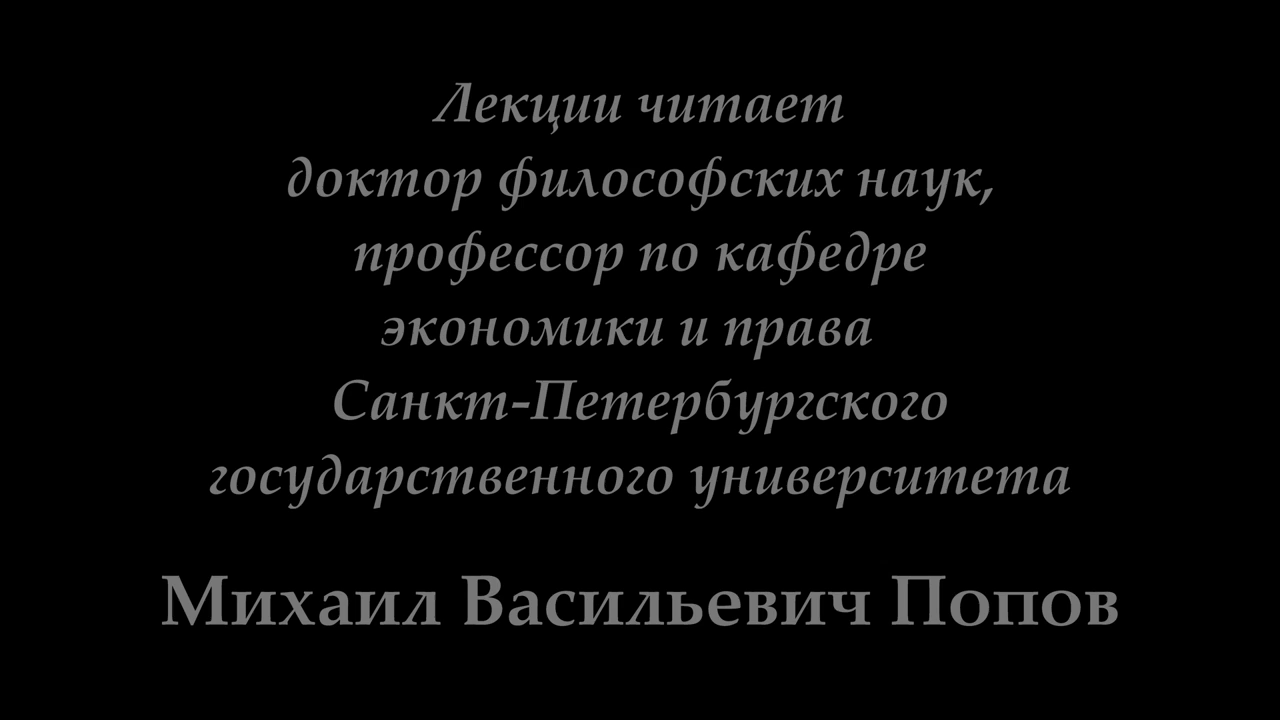 Лекции читает
доктор философских наук,
профессор по кафедре
экономики и права
Санкт-Петербургского
государственного университета
Михаил Васильевич Попов